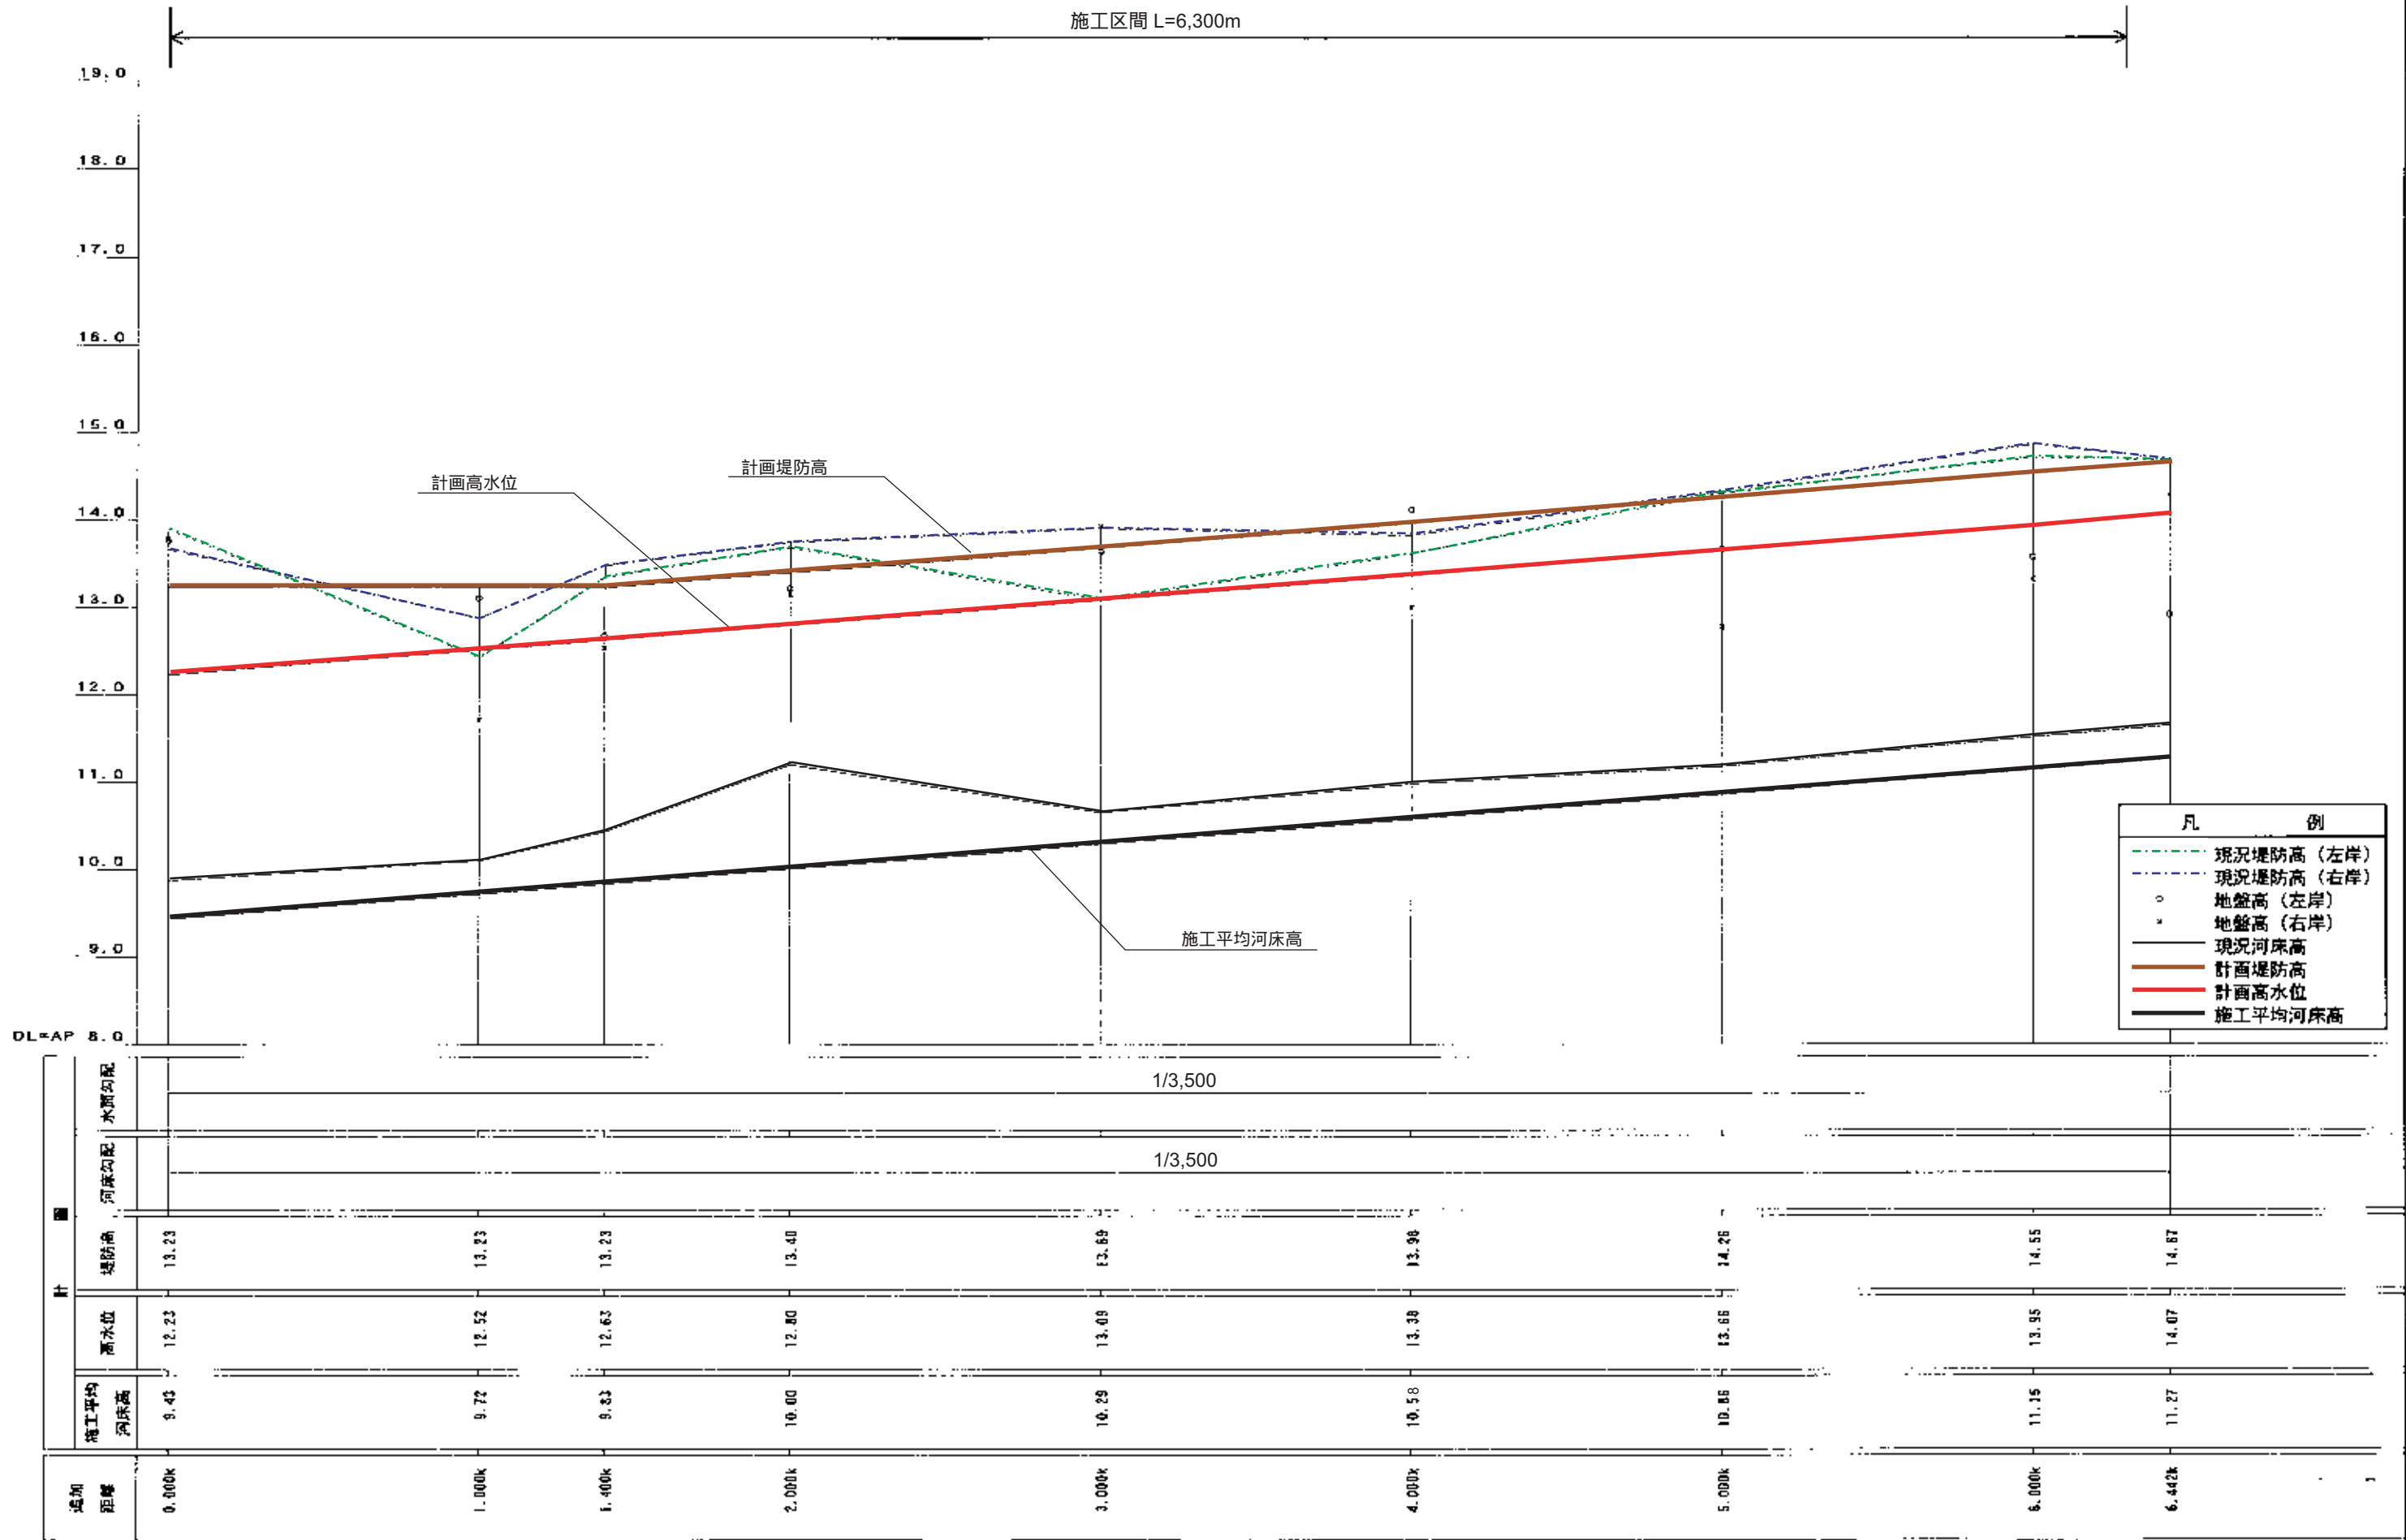 施工区間 L=6,300m
19.0
18.0
17.0
16.0
15.0
14.0
13.0
12.0
11.0
10.0
9.0
DL=AP 8.0
計画高水位
計画堤防高
施工平均河床高
凡 例
現況堤防高（左岸）
現況堤防高（右岸）
地盤高（左岸）
地盤高（右岸）
現況河床高
計画堤防高
計画高水位
施工平均河床高
計画
水面勾配
1/3,500
河床勾配
1/3,500
堤防高
13.23 13.23 13.23 13.40 13.69 13.98 14.26 14.55 14.67
高水位
12.23 12.52 12.63 12.80 13.09 13.38 13.66 13.95 14.07
施工平均
河床高
9.43 9.72 9.83 10.00 10.29 10.58 10.86 11.15 11.27
追加
距離
0.000k 1.000k 1.400k 2.000k 3.000k 4.000k 5.000k 6.000k 6.442k